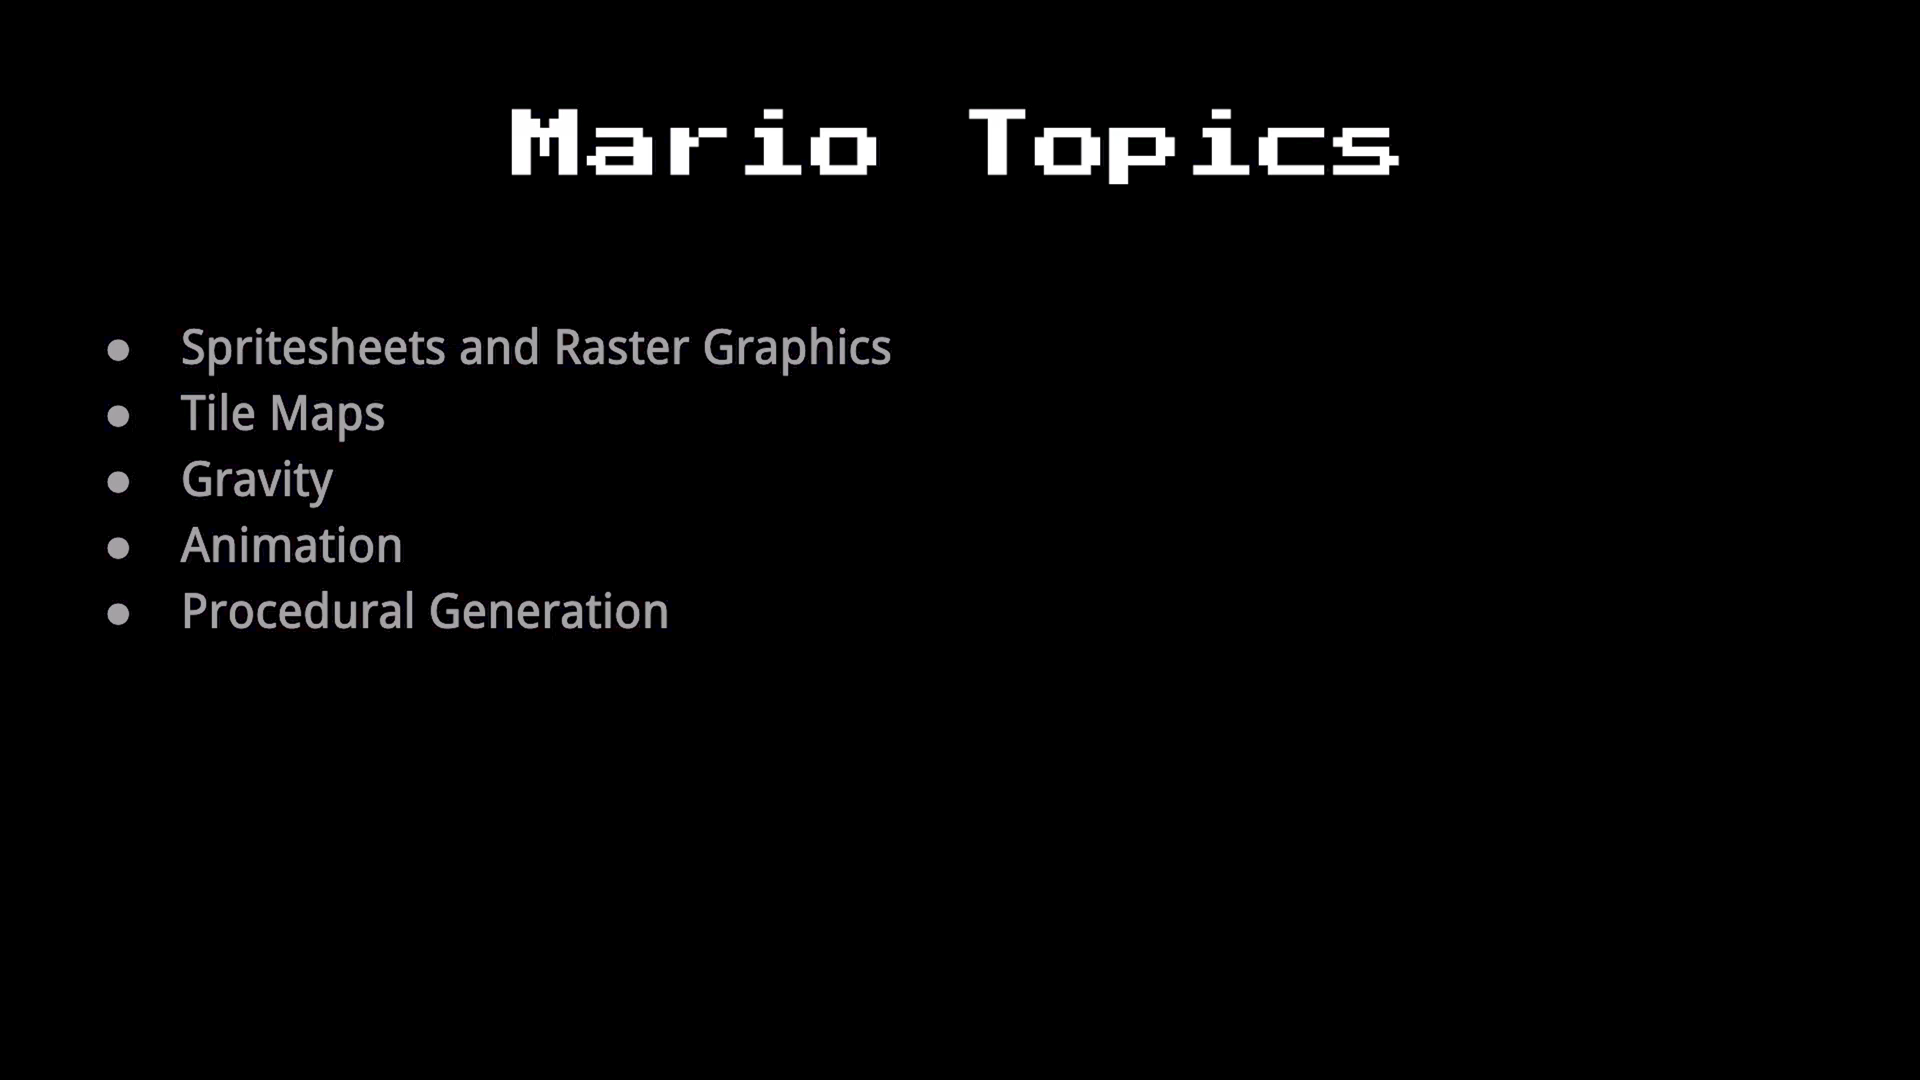 Mario Topics
● Spritesheets and Raster Graphics
● Tile Maps
● Gravity
● Animation
● Procedural Generation